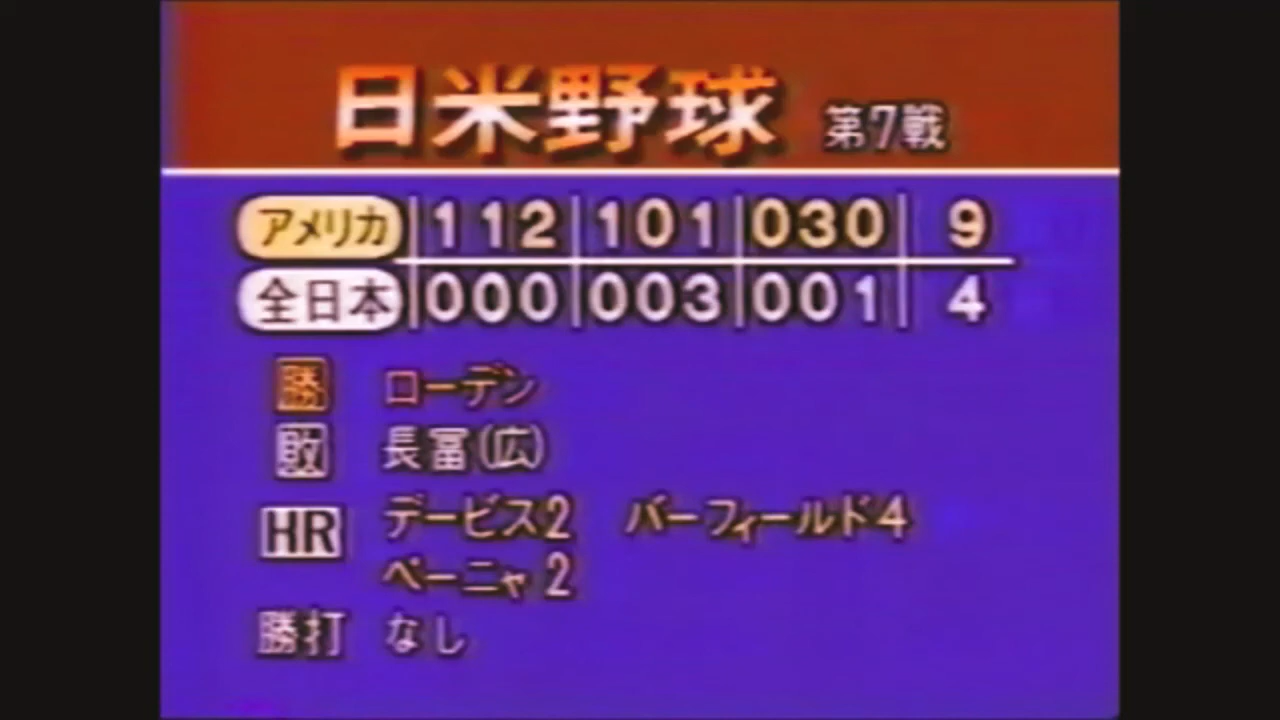 日米野球 第7戦
アメリカ 112 101 030 9
全日本 000 003 001 4
勝 ローデン
敗 長冨(広)
HR デービス2 バーフィールド4
ペーニャ2
勝打 なし